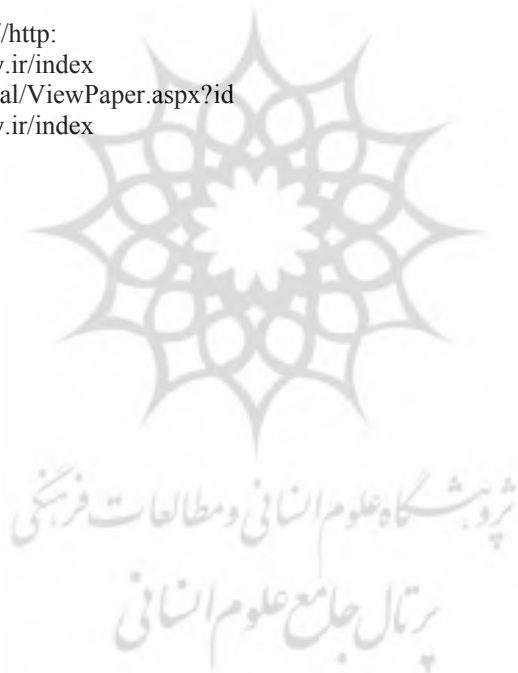 //http:
v.ir/index
al/ViewPaper.aspx?id
v.ir/index
پژوهشگاه علوم انسانی و مطالعات فرهنگی
پرتال جامع علوم انسانی